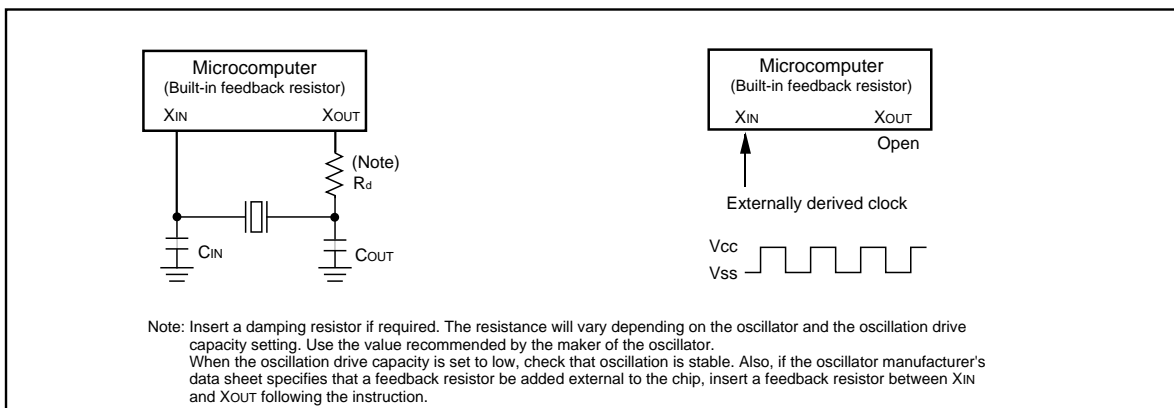 Microcomputer
(Built-in feedback resistor)
XIN XOUT
(Note)
Rd
CIN
COUT
Microcomputer
(Built-in feedback resistor)
XIN XOUT
Open
Externally derived clock
Vcc
Vss
Note: Insert a damping resistor if required. The resistance will vary depending on the oscillator and the oscillation drive
capacity setting. Use the value recommended by the maker of the oscillator.
When the oscillation drive capacity is set to low, check that oscillation is stable. Also, if the oscillator manufacturer's
data sheet specifies that a feedback resistor be added external to the chip, insert a feedback resistor between XIN
and XOUT following the instruction.